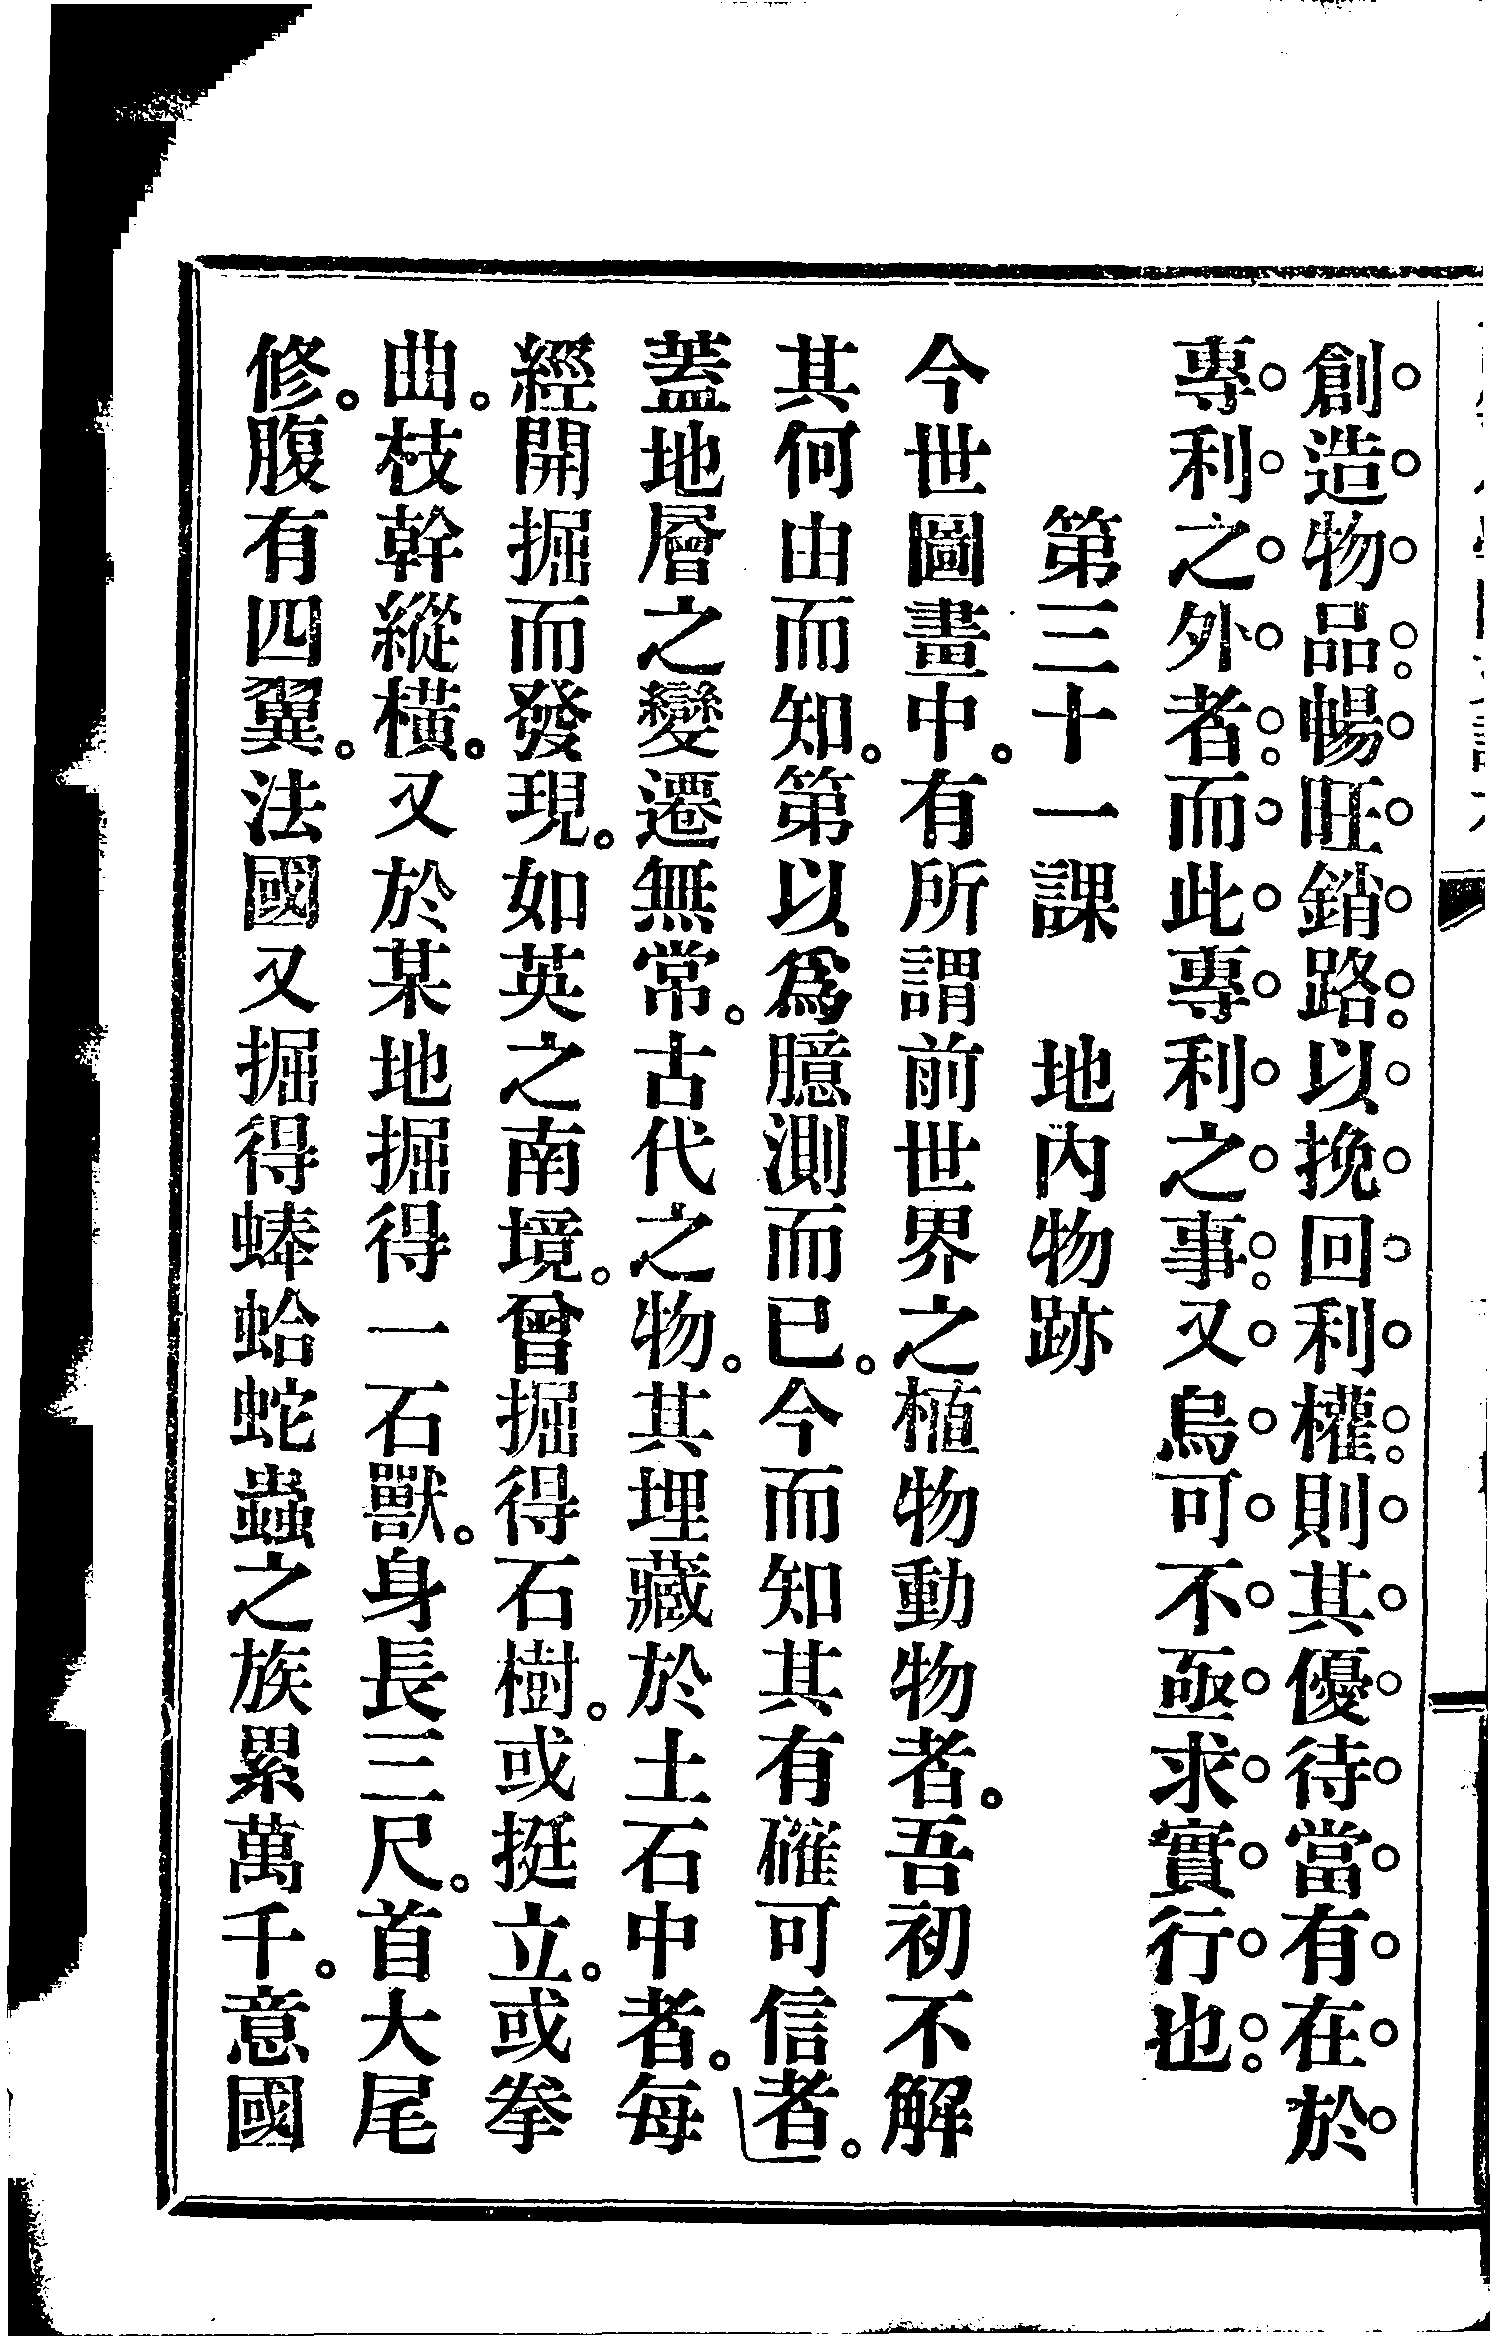 創造物品暢旺銷路以挽回利權則其優待當有在於
專利之外者而此專利之事又烏可不亟求實行也
第三十一課　地內物跡
今世圖畫中。有所謂前世界之植物動物者。吾初不解
其何由而知。第以爲臆測而已。今而知其有確可信者。
蓋地層之變遷無常。古代之物。其埋藏於土石中者。每
經開掘而發現。如英之南境。曾掘得石樹。或挺立。或拳
曲。枝幹縱橫。又於某地掘得一石獸。身長三尺。首大尾
修。腹有四翼。法國又掘得蜯蛤蛇蟲之族累萬千。意國